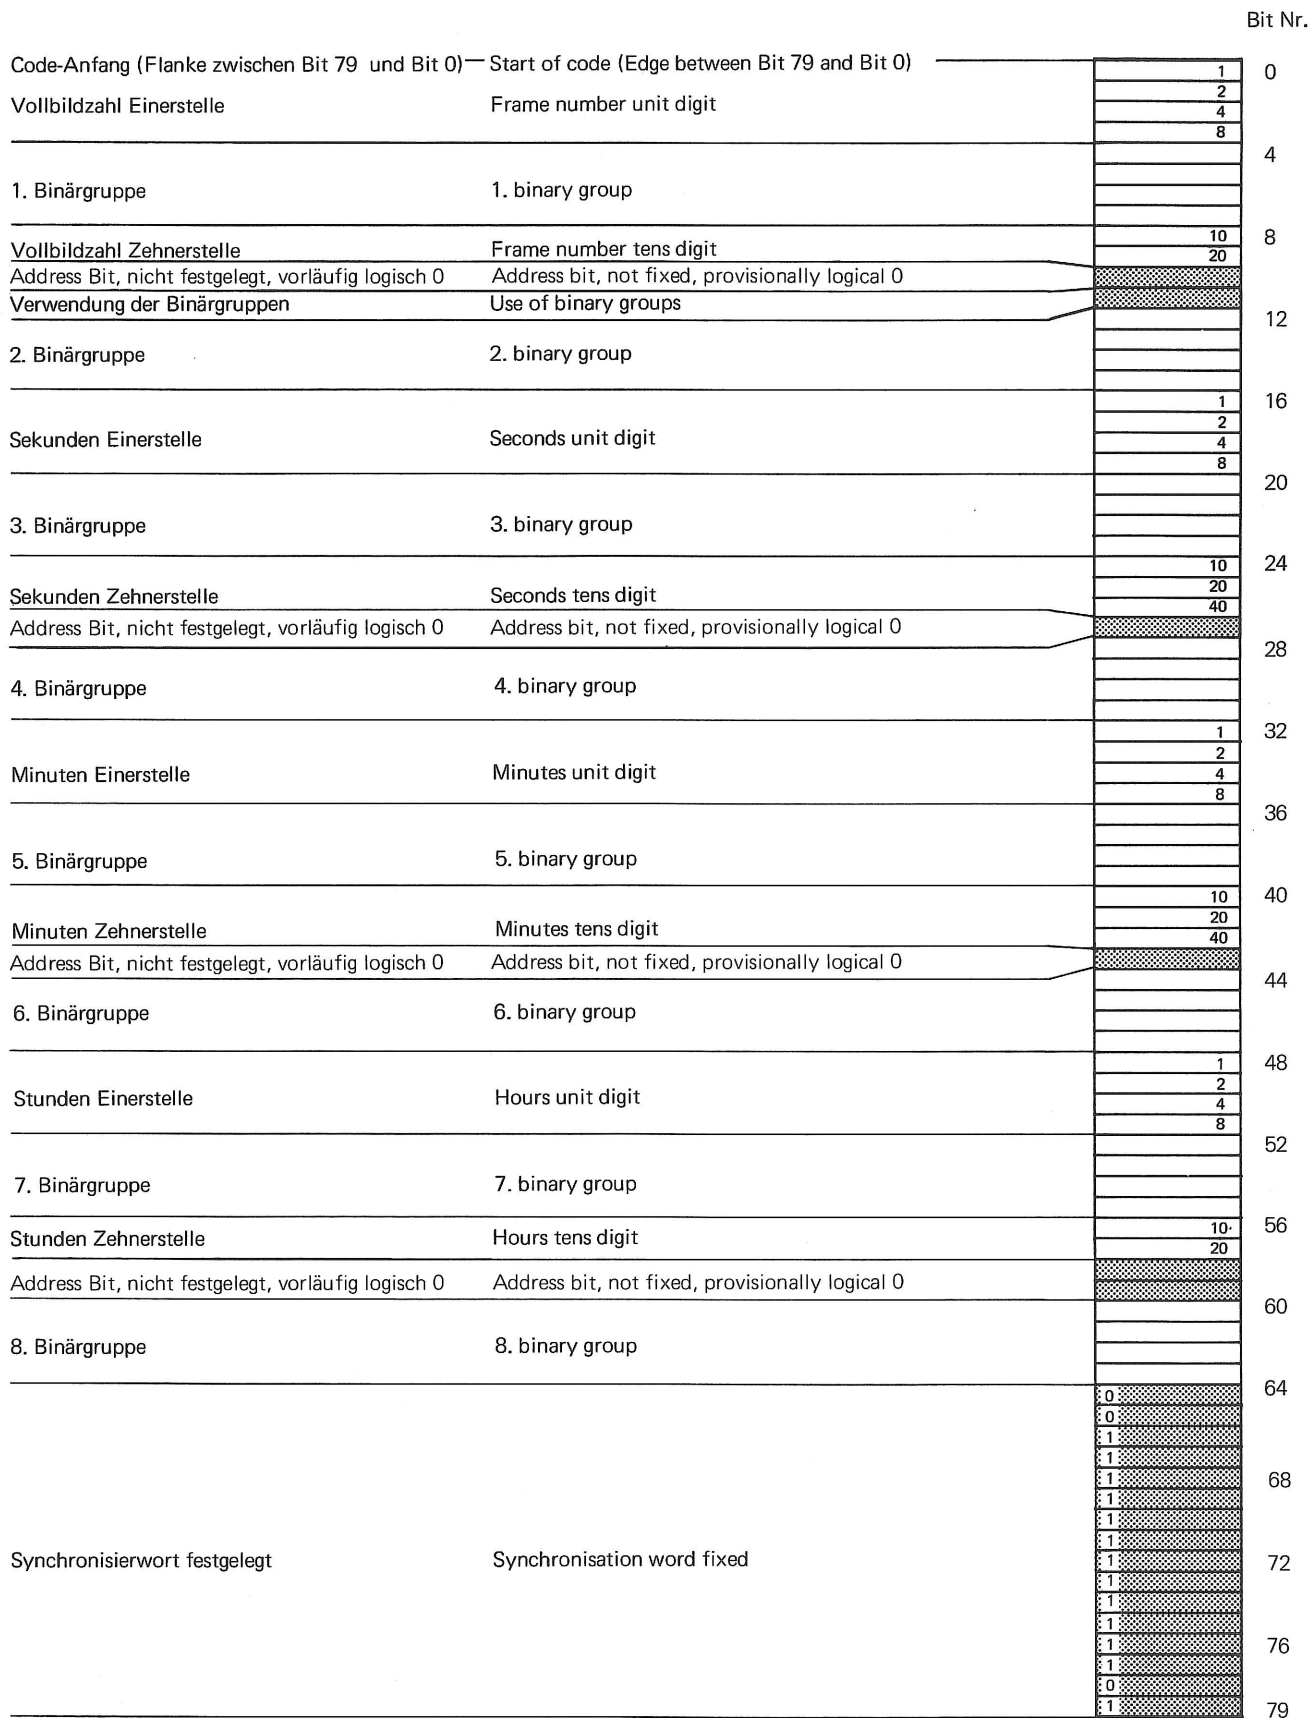 Bit Nr.
Code-Anfang (Flanke zwischen Bit 79 und Bit 0) — Start of code (Edge between Bit 79 and Bit 0)
1 0
2
Vollbildzahl Einerstelle Frame number unit digit
4
8
4
1. Binärgruppe 1. binary group
10 8
Vollbildzahl Zehnerstelle Frame number tens digit 20
Address Bit, nicht festgelegt, vorläufig logisch 0 Address bit, not fixed, provisionally logical 0
Verwendung der Binärgruppen Use of binary groups
12
2. Binärgruppe 2. binary group
1 16
2
Sekunden Einerstelle Seconds unit digit 4
8
20
3. Binärgruppe 3. binary group
10 24
20
Sekunden Zehnerstelle Seconds tens digit
40
Address Bit, nicht festgelegt, vorläufig logisch 0 Address bit, not fixed, provisionally logical 0
28
4. Binärgruppe 4. binary group
1 32
2
Minuten Einerstelle Minutes unit digit 4
8
36
5. Binärgruppe 5. binary group
10 40
20
Minuten Zehnerstelle Minutes tens digit
40
Address Bit, nicht festgelegt, vorläufig logisch 0 Address bit, not fixed, provisionally logical 0
44
6. Binärgruppe 6. binary group
1 48
2
Stunden Einerstelle Hours unit digit 4
8
52
7. Binärgruppe 7. binary group
10 56
Stunden Zehnerstelle Hours tens digit 20
Address Bit, nicht festgelegt, vorläufig logisch 0 Address bit, not fixed, provisionally logical 0
60
8. Binärgruppe 8. binary group
0 64
0
1
1
1 68
1
1
1
Synchronisierwort festgelegt Synchronisation word fixed 1 72
1
1
1
1 76
1
0
1 79